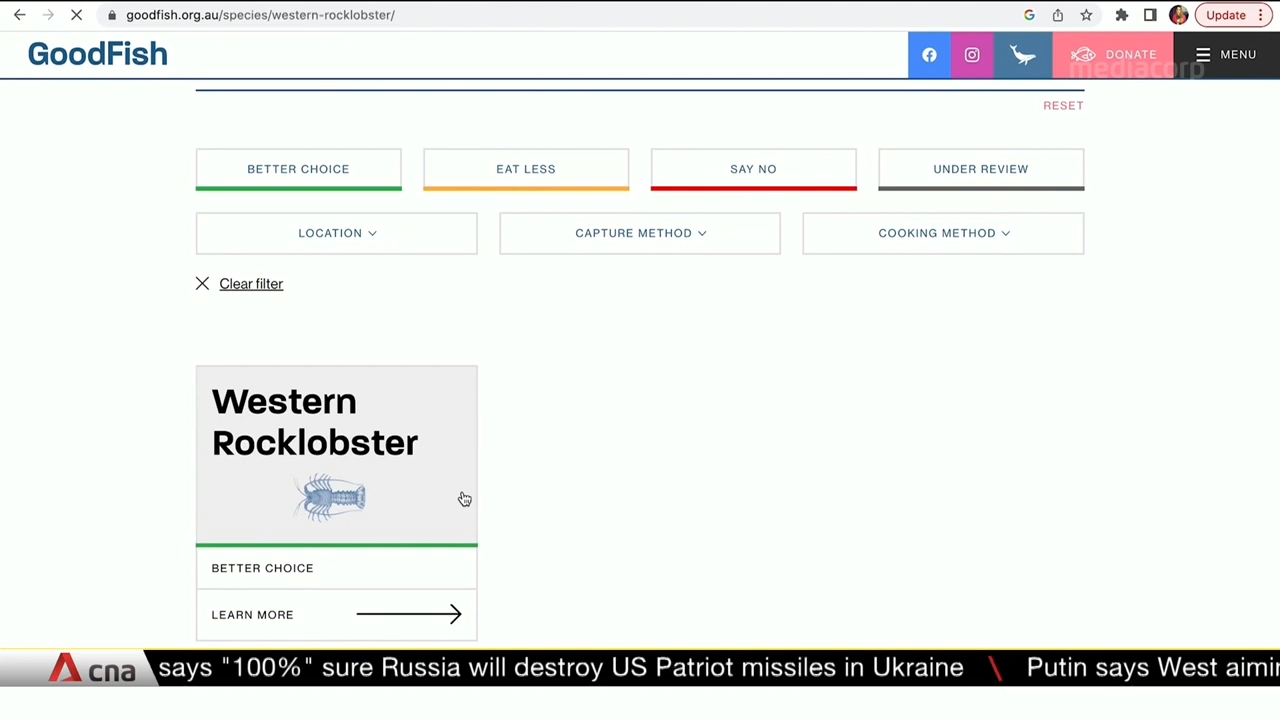 goodfish.org.au/species/western-rocklobster/
Update
GoodFish
DONATE
MENU
mediacorp
RESET
BETTER CHOICE
EAT LESS
SAY NO
UNDER REVIEW
LOCATION
CAPTURE METHOD
COOKING METHOD
Clear filter
Western
Rocklobster
BETTER CHOICE
LEARN MORE
cna says "100%" sure Russia will destroy US Patriot missiles in Ukraine \ Putin says West aimin